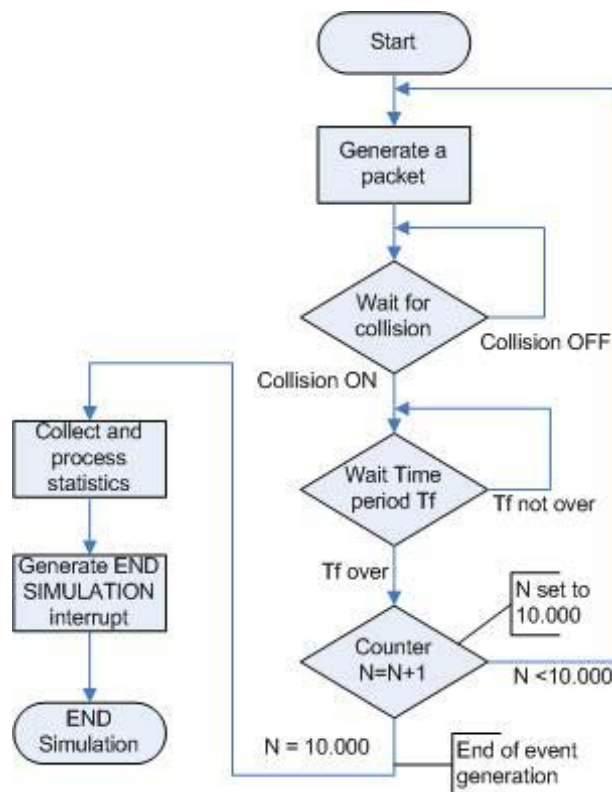 Start
Generate a
packet
Wait for
collision
Collision OFF
Collision ON
Wait Time
period Tf
Tf not over
Tf over
N set to
10.000
Counter
N=N+1
N <10.000
N = 10.000
End of event
generation
Collect and
process
statistics
Generate END
SIMULATION
interrupt
END
Simulation